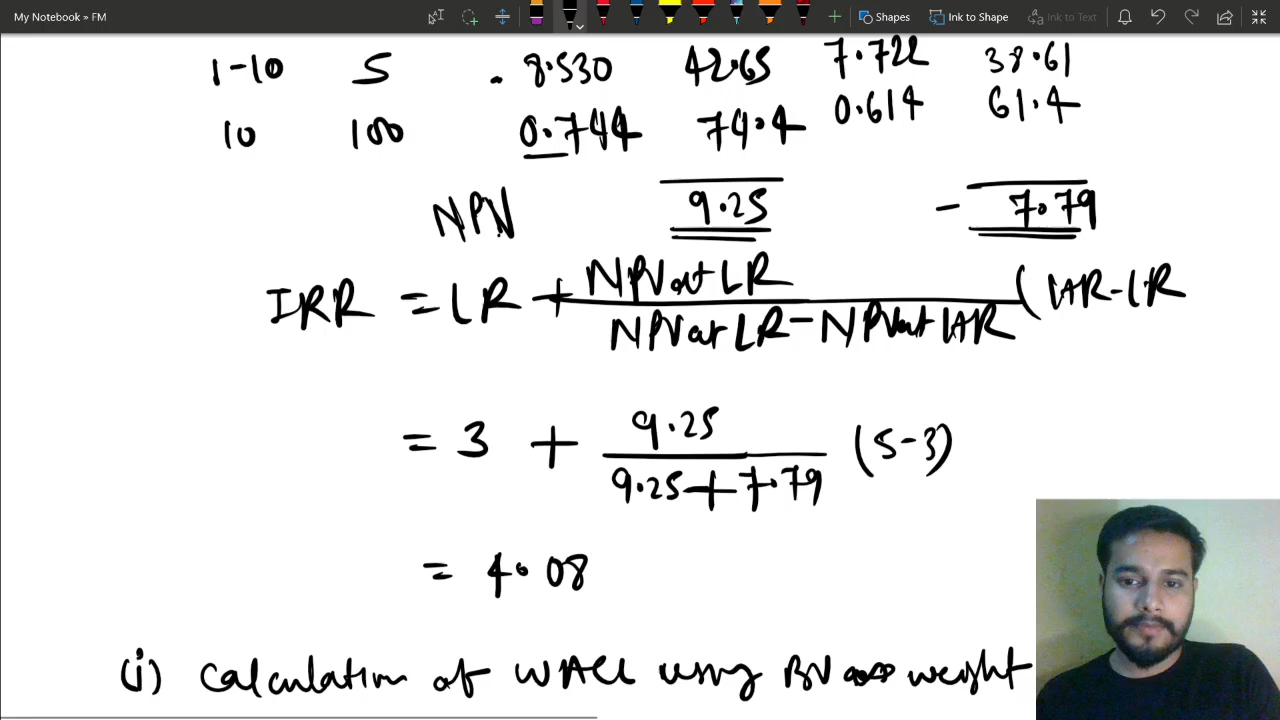 My Notebook » FM
Shapes Ink to Shape Ink to Text
1-10 5 8.530 42.65 7.722 38.61
10 100 0.744 74.4 0.614 61.4
NPV 9.25 - 7.79
IRR = LR + NPV at LR / NPV at LR - NPV at HR (HR-LR
= 3 + 9.25 / 9.25+7.79 (5-3)
= 4.08
(i) Calculation of WACC using BV as weight